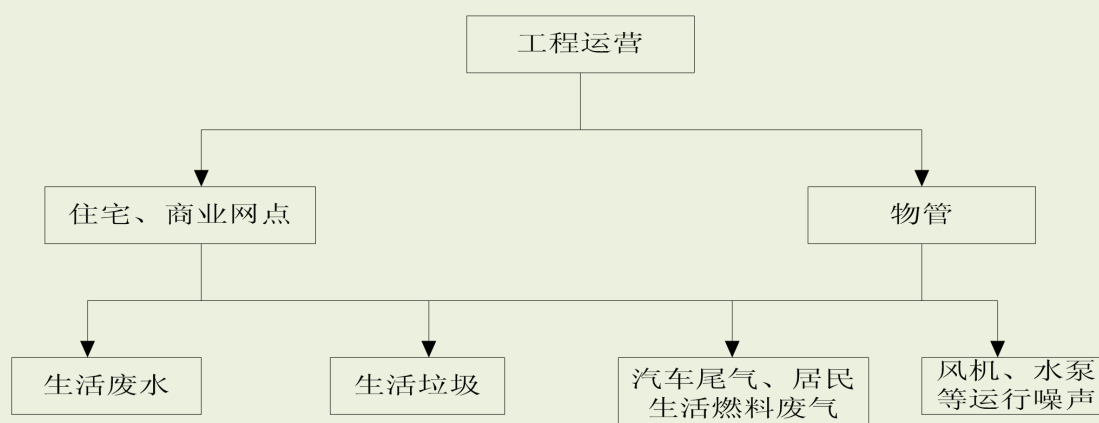 工程运营
住宅、商业网点
物管
生活废水
生活垃圾
汽车尾气、居民
生活燃料废气
风机、水泵
等运行噪声